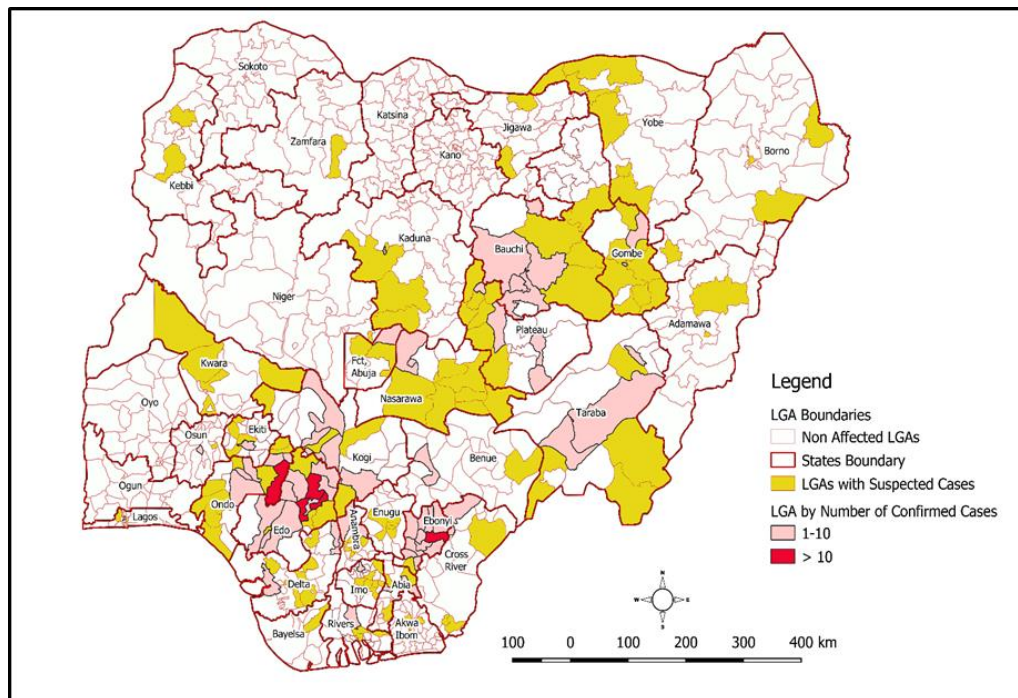 Sokoto
Katsina
Jigawa
Yobe
Zamfara
Kano
Borno
Kebbi
Kaduna
Bauchi
Gombe
Niger
Plateau
Adamawa
Fct,
Abuja
Kwara
Nasarawa
Oyo
Taraba
Osun
Ekiti
Kogi
Benue
Ogun
Lagos
Ondo
Edo
Anambra
Enugu
Ebonyi
Cross
River
Delta
Imo
Abia
Bayelsa
Rivers
Akwa
Ibom
Legend
LGA Boundaries
Non Affected LGAs
States Boundary
LGAs with Suspected Cases
LGA by Number of Confirmed Cases
1-10
> 10
N
W E
S
100 0 100 200 300 400 km